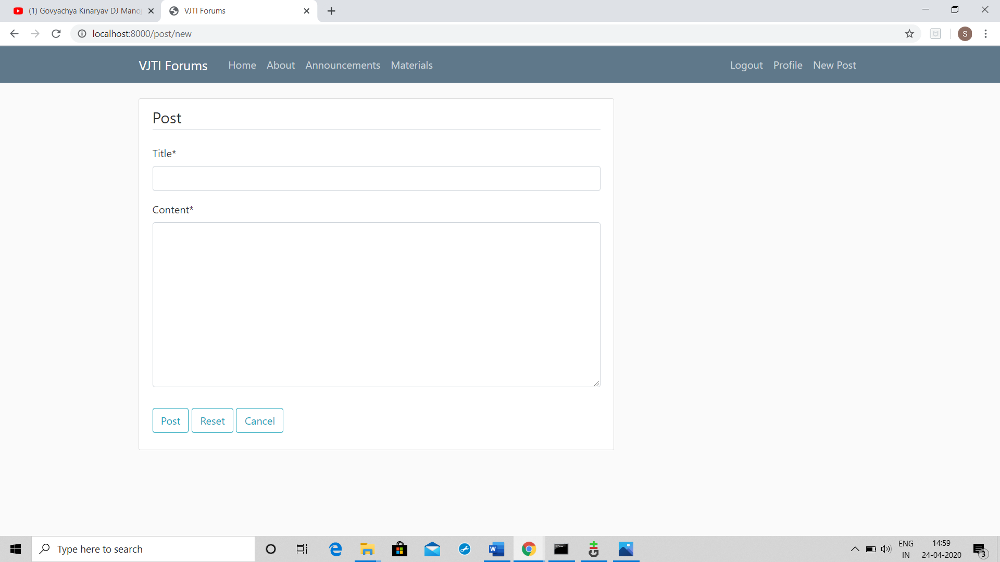 (1) Govyachya Kinaryav DJ Mano
VJTI Forums
localhost:8000/post/new
S
VJTI Forums Home About Announcements Materials Logout Profile New Post
Post
Title*
Content*
Post Reset Cancel
Type here to search
ENG
IN
14:59
24-04-2020
3